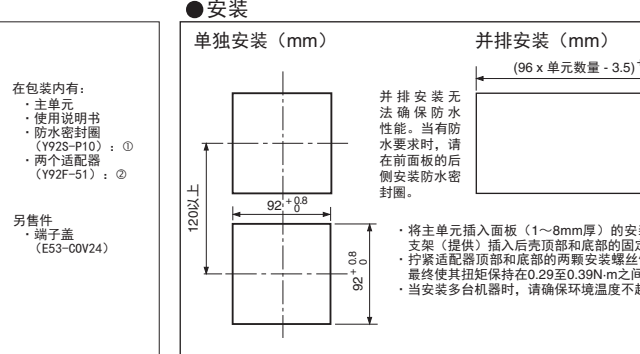 ●安装
在包装内有:
・主单元
・使用说明书
・防水密封圈
(Y92S-P10): ①
・两个适配器
(Y92F-51): ②
另售件
・端子盖
(E53-COV24)
单独安装（mm）
120以上
92 +0.8 0
92 +0.8 0
并排安装（mm）
(96 x 单元数量 - 3.5)
并排安装无
法确保防水
性能。当有防
水要求时，请
在前面板的后
侧安装防水密
封圈。
・将主单元插入面板（1～8mm厚）的安
支架（提供）插入后壳顶部和底部的固
・拧紧适配器顶部和底部的两颗安装螺丝
最终使其扭矩保持在0.29至0.39N·m之间
・当安装多台机器时，请确保环境温度不